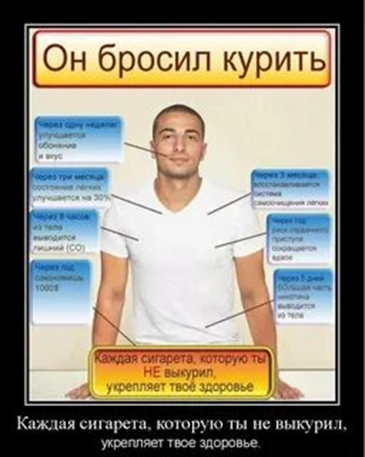 Он бросил курить
Через одну неделю
улучшается
обоняние
и вкус
Через три месяца
состояние легких
улучшается на 30%
Через 8 часов
из тела
выводится
лишний (CO)
Через год
сэкономишь
1000$
Через 3 месяца
восстанавливается
система
самоочищения легких
Через год
риск сердечного
приступа
сокращается
вдвое
Через 5 дней
большая часть
никотина
выводится
из тела
Каждая сигарета, которую ты
НЕ выкурил,
укрепляет твоё здоровье
Каждая сигарета, которую ты не выкурил,
укрепляет твое здоровье.